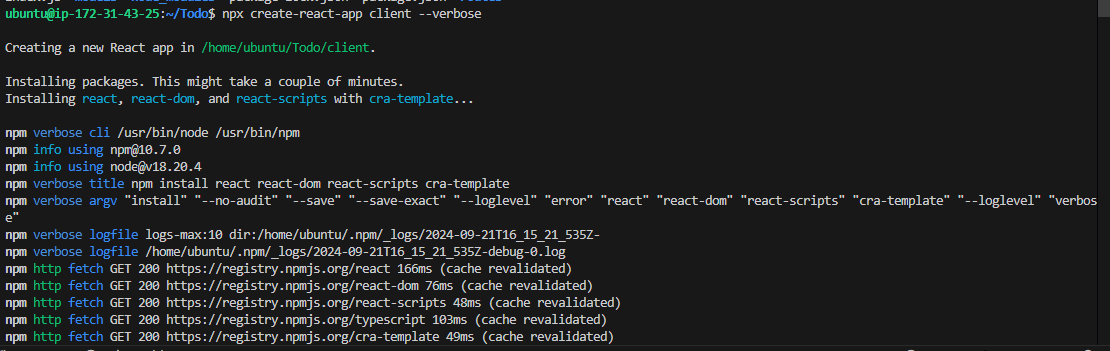 ubuntu@ip-172-31-43-25:~/Todo$ npx create-react-app client --verbose
Creating a new React app in /home/ubuntu/Todo/client.
Installing packages. This might take a couple of minutes.
Installing react, react-dom, and react-scripts with cra-template...
npm verbose cli /usr/bin/node /usr/bin/npm
npm info using npm@10.7.0
npm info using node@v18.20.4
npm verbose title npm install react react-dom react-scripts cra-template
npm verbose argv "install" "--no-audit" "--save" "--save-exact" "--loglevel" "error" "react" "react-dom" "react-scripts" "cra-template" "--loglevel" "verbos
e"
npm verbose logfile logs-max:10 dir:/home/ubuntu/.npm/_logs/2024-09-21T16_15_21_535Z-
npm verbose logfile /home/ubuntu/.npm/_logs/2024-09-21T16_15_21_535Z-debug-0.log
npm http fetch GET 200 https://registry.npmjs.org/react 166ms (cache revalidated)
npm http fetch GET 200 https://registry.npmjs.org/react-dom 76ms (cache revalidated)
npm http fetch GET 200 https://registry.npmjs.org/react-scripts 48ms (cache revalidated)
npm http fetch GET 200 https://registry.npmjs.org/typescript 103ms (cache revalidated)
npm http fetch GET 200 https://registry.npmjs.org/cra-template 49ms (cache revalidated)